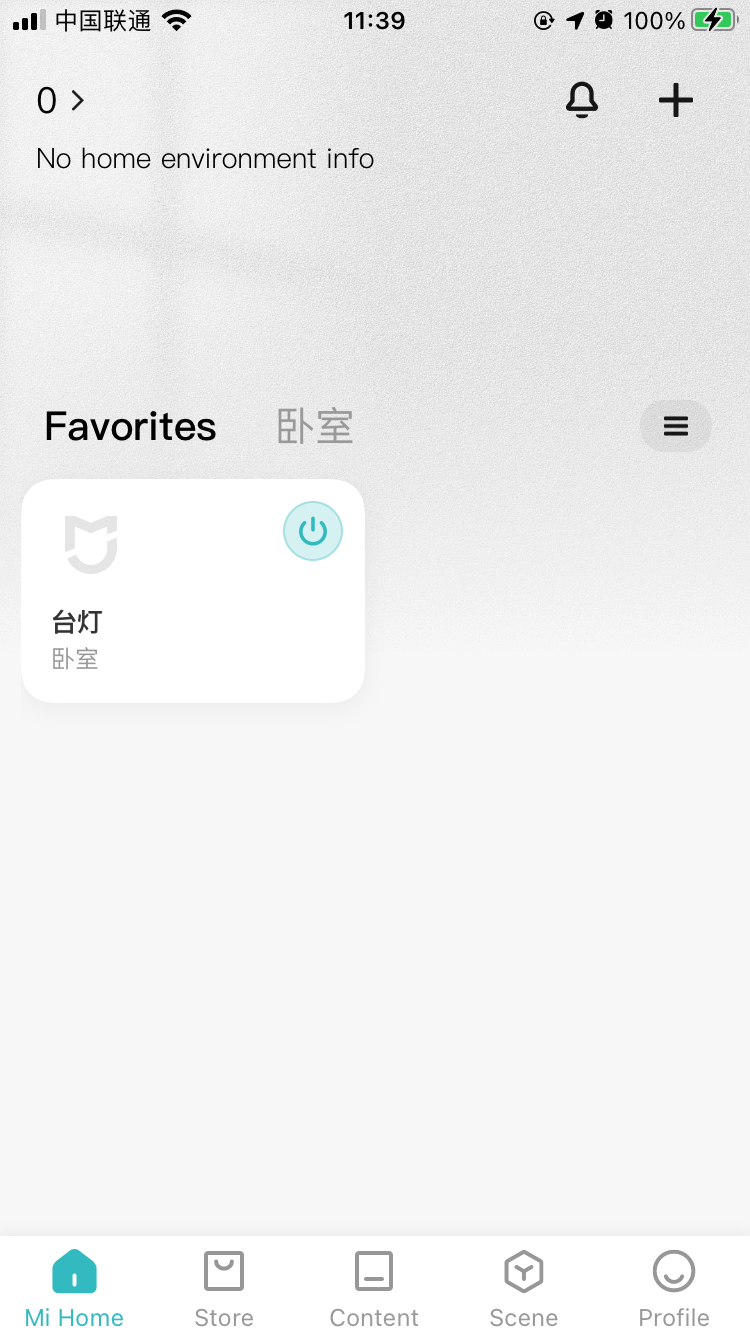 中国联通 11:39 100%
0
No home environment info
Favorites 卧室
台灯
卧室
Mi Home Store Content Scene Profile